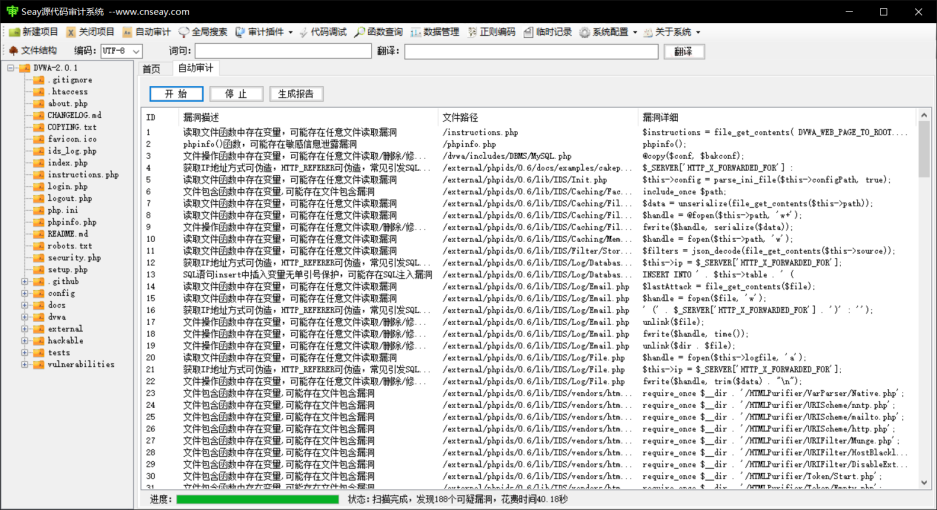 Seay源代码审计系统 --www.cnseay.com
新建项目 关闭项目 自动审计 全局搜索 审计插件 代码调试 函数查询 数据管理 正则编码 临时记录 系统配置 关于系统
文件结构 编码: UTF-8 词句: 翻译: 翻译
DVWA-2.0.1
.gitignore
.htaccess
about.php
CHANGELOG.md
COPYING.txt
favicon.ico
ids_log.php
index.php
instructions.php
login.php
logout.php
php.ini
phpinfo.php
README.md
robots.txt
security.php
setup.php
.github
config
docs
dvwa
external
hackable
tests
vulnerabilities
首页 自动审计
开 始 停 止 生成报告
ID 漏洞描述 文件路径 漏洞详细
1 读取文件函数中存在变量，可能存在任意文件读取漏洞 /instructions.php $instructions = file_get_contents( DVWA_WEB_PAGE_TO_ROOT....
2 phpinfo()函数，可能存在敏感信息泄露漏洞 /phpinfo.php phpinfo();
3 文件操作函数中存在变量，可能存在任意文件读取/删除/修... /dvwa/includes/DBMS/MySQL.php @copy($conf, $bakconf);
4 获取IP地址方式可伪造，HTTP_REFERER可伪造，常见引发SQL... /external/phpids/0.6/docs/examples/cakep... $_SERVER['HTTP_X_FORWARDED_FOR'] :
5 读取文件函数中存在变量，可能存在任意文件读取漏洞 /external/phpids/0.6/lib/IDS/Init.php $this->config = parse_ini_file($this->configPath, true);
6 文件包含函数中存在变量,可能存在文件包含漏洞 /external/phpids/0.6/lib/IDS/Caching/Fac... include_once $path;
7 读取文件函数中存在变量，可能存在任意文件读取漏洞 /external/phpids/0.6/lib/IDS/Caching/Fil... $data = unserialize(file_get_contents($this->path));
8 读取文件函数中存在变量，可能存在任意文件读取漏洞 /external/phpids/0.6/lib/IDS/Caching/Fil... $handle = @fopen($this->path, 'w+');
9 文件操作函数中存在变量，可能存在任意文件读取/删除/修... /external/phpids/0.6/lib/IDS/Caching/Fil... fwrite($handle, serialize($data));
10 读取文件函数中存在变量，可能存在任意文件读取漏洞 /external/phpids/0.6/lib/IDS/Caching/Mem... $handle = fopen($this->path, 'w');
11 读取文件函数中存在变量，可能存在任意文件读取漏洞 /external/phpids/0.6/lib/IDS/Filter/Stor... $filters = json_decode(file_get_contents($this->source));
12 获取IP地址方式可伪造，HTTP_REFERER可伪造，常见引发SQL... /external/phpids/0.6/lib/IDS/Log/Databas... $this->ip = $_SERVER['HTTP_X_FORWARDED_FOR'];
13 SQL语句insert中插入变量无单引号保护，可能存在SQL注入漏洞 /external/phpids/0.6/lib/IDS/Log/Databas... INSERT INTO ' . $this->table . ' (
14 读取文件函数中存在变量，可能存在任意文件读取漏洞 /external/phpids/0.6/lib/IDS/Log/Email.php $lastAttack = file_get_contents($file);
15 读取文件函数中存在变量，可能存在任意文件读取漏洞 /external/phpids/0.6/lib/IDS/Log/Email.php $handle = fopen($file, 'w');
16 获取IP地址方式可伪造，HTTP_REFERER可伪造，常见引发SQL... /external/phpids/0.6/lib/IDS/Log/Email.php ' (' . $_SERVER['HTTP_X_FORWARDED_FOR'] . ')' : '');
17 文件操作函数中存在变量，可能存在任意文件读取/删除/修... /external/phpids/0.6/lib/IDS/Log/Email.php unlink($file);
18 文件操作函数中存在变量，可能存在任意文件读取/删除/修... /external/phpids/0.6/lib/IDS/Log/Email.php fwrite($handle, time());
19 文件操作函数中存在变量，可能存在任意文件读取/删除/修... /external/phpids/0.6/lib/IDS/Log/Email.php unlink($dir . $file);
20 读取文件函数中存在变量，可能存在任意文件读取漏洞 /external/phpids/0.6/lib/IDS/Log/File.php $handle = fopen($this->logfile, 'a');
21 获取IP地址方式可伪造，HTTP_REFERER可伪造，常见引发SQL... /external/phpids/0.6/lib/IDS/Log/File.php $this->ip = $_SERVER['HTTP_X_FORWARDED_FOR'];
22 文件操作函数中存在变量，可能存在任意文件读取/删除/修... /external/phpids/0.6/lib/IDS/Log/File.php fwrite($handle, trim($data) . "\n");
23 文件包含函数中存在变量,可能存在文件包含漏洞 /external/phpids/0.6/lib/IDS/vendors/htm... require_once $__dir . '/HTMLPurifier/VarParser/Native.php';
24 文件包含函数中存在变量,可能存在文件包含漏洞 /external/phpids/0.6/lib/IDS/vendors/htm... require_once $__dir . '/HTMLPurifier/URIScheme/nntp.php';
25 文件包含函数中存在变量,可能存在文件包含漏洞 /external/phpids/0.6/lib/IDS/vendors/htm... require_once $__dir . '/HTMLPurifier/URIScheme/mailto.php';
26 文件包含函数中存在变量,可能存在文件包含漏洞 /external/phpids/0.6/lib/IDS/vendors/htm... require_once $__dir . '/HTMLPurifier/URIScheme/http.php';
27 文件包含函数中存在变量,可能存在文件包含漏洞 /external/phpids/0.6/lib/IDS/vendors/htm... require_once $__dir . '/HTMLPurifier/URIFilter/Munge.php';
28 文件包含函数中存在变量,可能存在文件包含漏洞 /external/phpids/0.6/lib/IDS/vendors/htm... require_once $__dir . '/HTMLPurifier/URIFilter/HostBlackl...
29 文件包含函数中存在变量,可能存在文件包含漏洞 /external/phpids/0.6/lib/IDS/vendors/htm... require_once $__dir . '/HTMLPurifier/URIFilter/DisableExt...
30 文件包含函数中存在变量,可能存在文件包含漏洞 /external/phpids/0.6/lib/IDS/vendors/htm... require_once $__dir . '/HTMLPurifier/Token/Start.php';
31 文件包含函数中存在变量,可能存在文件包含漏洞 /external/phpids/0.6/lib/IDS/vendors/htm... require_once $__dir . '/HTMLPurifier/Token/Empty.php';
进度: 状态: 扫描完成，发现188个可疑漏洞，花费时间40.18秒